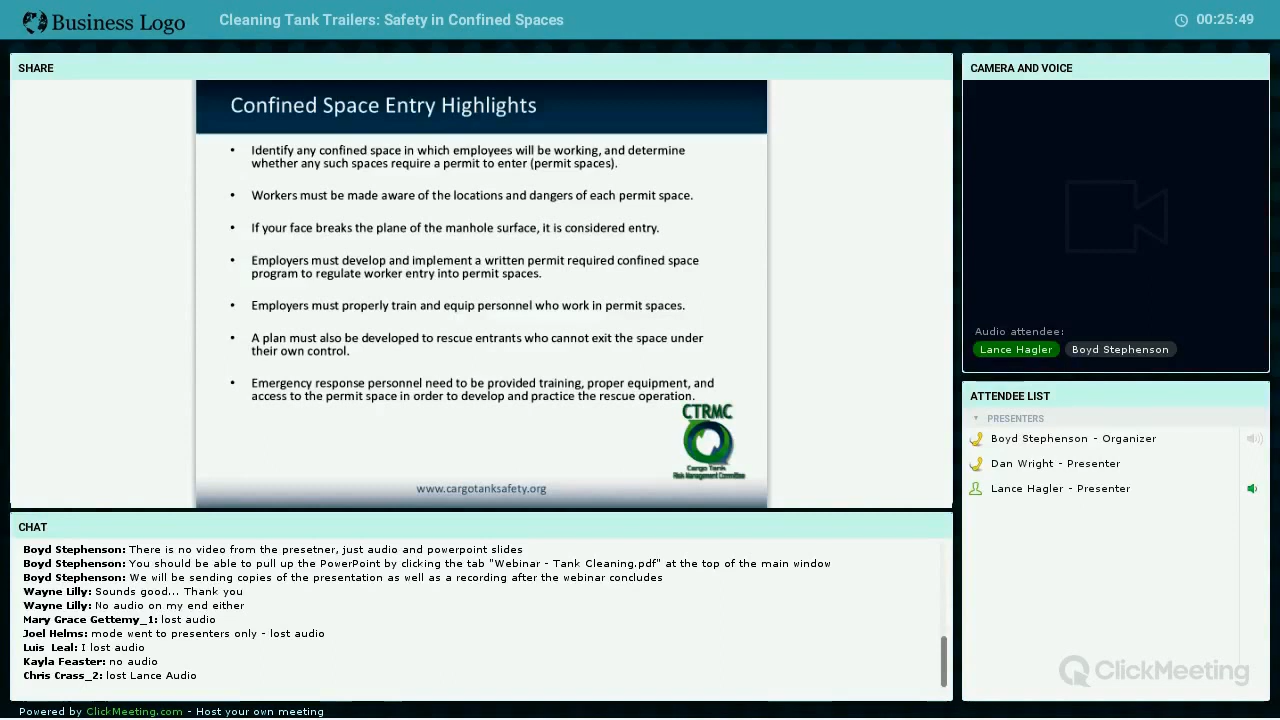 Business Logo
Cleaning Tank Trailers: Safety in Confined Spaces
00:25:49
SHARE
Confined Space Entry Highlights
• Identify any confined space in which employees will be working, and determine
whether any such spaces require a permit to enter (permit spaces).
• Workers must be made aware of the locations and dangers of each permit space.
• If your face breaks the plane of the manhole surface, it is considered entry.
• Employers must develop and implement a written permit required confined space
program to regulate worker entry into permit spaces.
• Employers must properly train and equip personnel who work in permit spaces.
• A plan must also be developed to rescue entrants who cannot exit the space under
their own control.
• Emergency response personnel need to be provided training, proper equipment, and
access to the permit space in order to develop and practice the rescue operation.
CTRMC
Cargo Tank
Risk Management Committee
www.cargotanksafety.org
CAMERA AND VOICE
Audio attendee:
Lance Hagler
Boyd Stephenson
ATTENDEE LIST
PRESENTERS
Boyd Stephenson - Organizer
Dan Wright - Presenter
Lance Hagler - Presenter
CHAT
Boyd Stephenson: There is no video from the presetner, just audio and powerpoint slides
Boyd Stephenson: You should be able to pull up the PowerPoint by clicking the tab "Webinar - Tank Cleaning.pdf" at the top of the main window
Boyd Stephenson: We will be sending copies of the presentation as well as a recording after the webinar concludes
Wayne Lilly: Sounds good... Thank you
Wayne Lilly: No audio on my end either
Mary Grace Gettemy_1: lost audio
Joel Helms: mode went to presenters only - lost audio
Luis Leal: I lost audio
Kayla Feaster: no audio
Chris Crass_2: lost Lance Audio
ClickMeeting
Powered by ClickMeeting.com - Host your own meeting